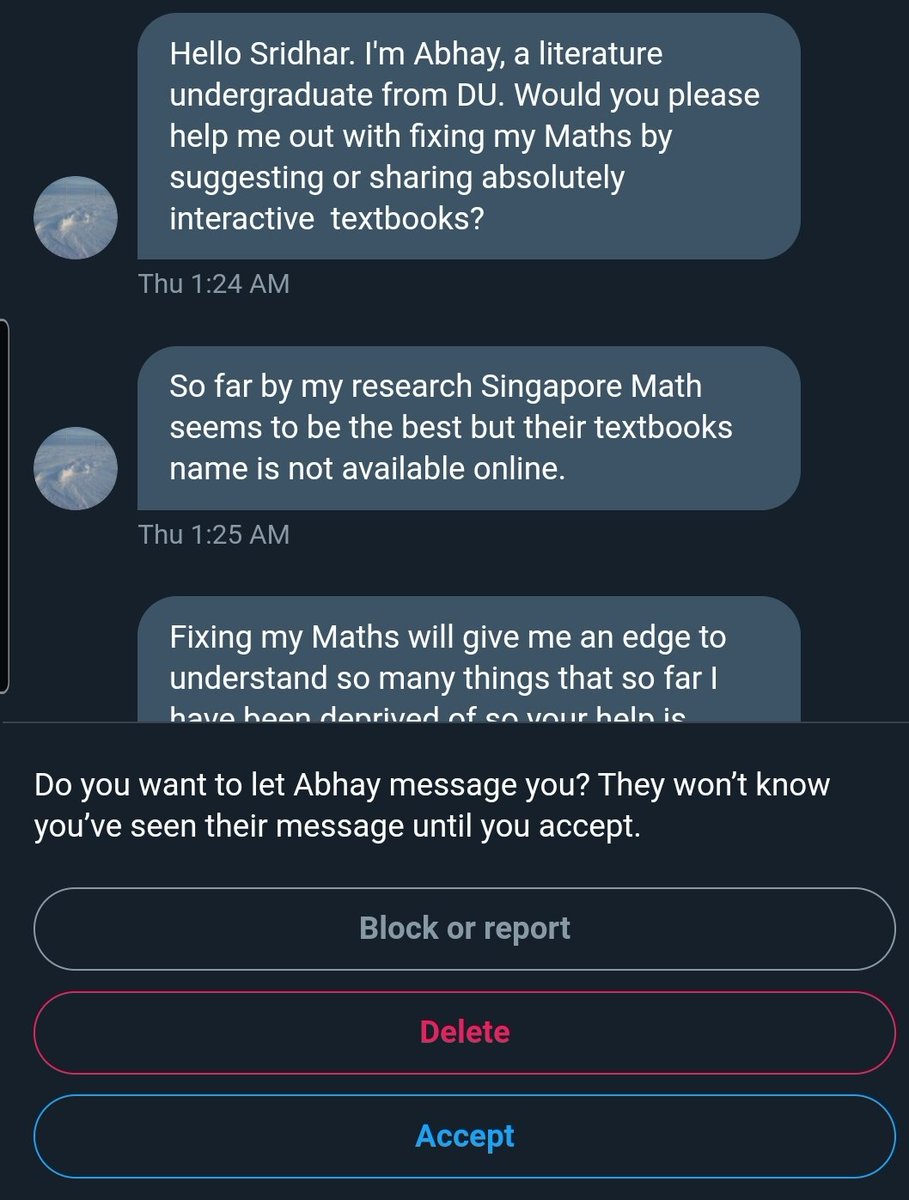 Hello Sridhar. I'm Abhay, a literature
undergraduate from DU. Would you please
help me out with fixing my Maths by
suggesting or sharing absolutely
interactive  textbooks?
Thu 1:24 AM
So far by my research Singapore Math
seems to be the best but their textbooks
name is not available online.
Thu 1:25 AM
Fixing my Maths will give me an edge to
understand so many things that so far I
have been deprived of so your help is
Do you want to let Abhay message you? They won’t know
you’ve seen their message until you accept.
Block or report
Delete
Accept